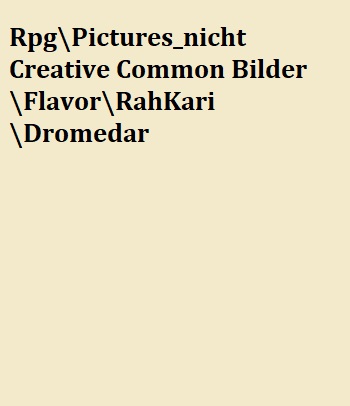 Rpg\Pictures_nicht
Creative Common Bilder
\Flavor\RahKari
\Dromedar